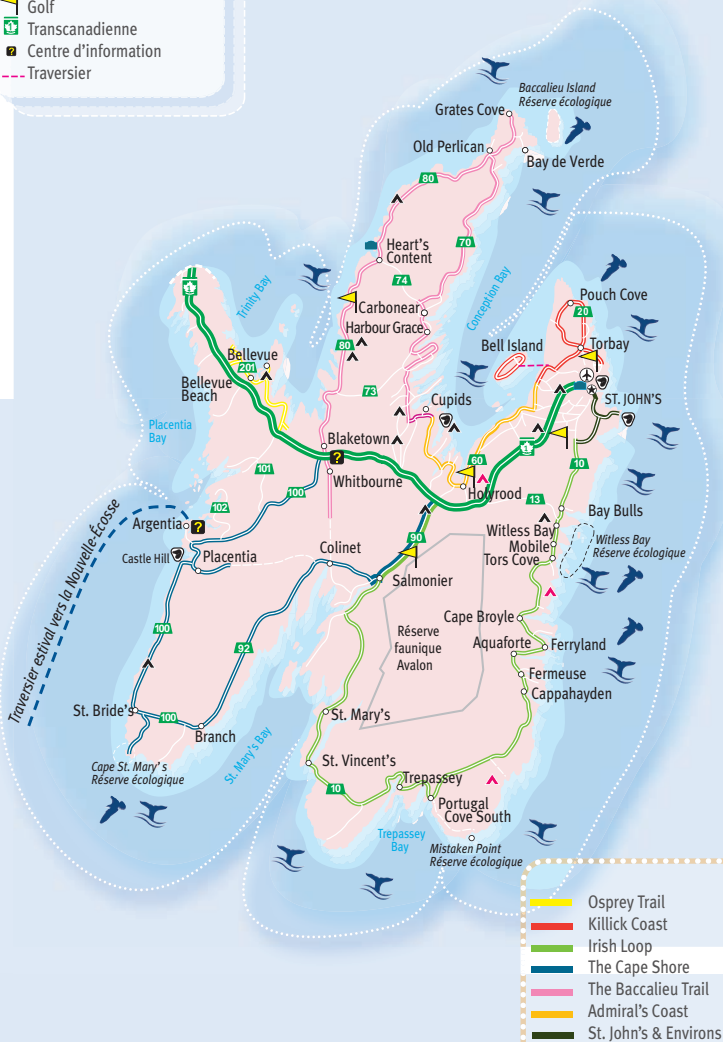 Golf
Transcanadienne
? Centre d'information
Traversier
Baccalieu Island
Réserve écologique
Grates Cove
Old Perlican
Bay de Verde
80
70
Heart's
Content
74
Trinity Bay
Conception Bay
1
Carbonear
Harbour Grace
80
73
Pouch Cove
20
Bell Island
Torbay
ST. JOHN'S
Bellevue
201
Bellevue
Beach
Placentia
Bay
Cupids
Blaketown
?
Whitbourne
60
1
10
Holyrood
13
101
100
102
Argentia
?
Castle Hill
Placentia
Colinet
90
Salmonier
Bay Bulls
Witless Bay
Mobile
Tors Cove
Witless Bay
Réserve écologique
Traversier estival vers la Nouvelle-Écosse
100
92
Réserve
faunique
Avalon
Cape Broyle
Aquaforte
Ferryland
Fermeuse
Cappahayden
St. Bride's
100
Branch
St. Mary's
St. Mary's Bay
Cape St. Mary' s
Réserve écologique
St. Vincent's
10
Trepassey
Portugal
Cove South
Trepassey
Bay
Mistaken Point
Réserve écologique
Osprey Trail
Killick Coast
Irish Loop
The Cape Shore
The Baccalieu Trail
Admiral's Coast
St. John's & Environs